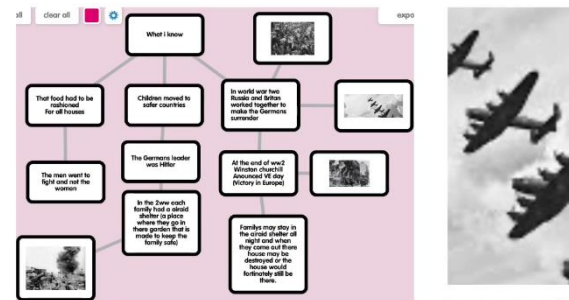 all
clear all
expo
What i know
That food had to be
rashioned
For all houses
Children moved to
safer countries
In world war two
Russia and Britan
worked together to
make the Germans
surrender
The men went to
fight and not the
women
The Germans leader
was Hitler
At the end of ww2
Winston churchill
Anounced VE day
(Victory in Europe)
In the 2ww each
family had a airaid
shelter (a place
where they go in
there garden that is
made to keep the
family safe)
Familys may stay in
the airaid shelter all
night and when
they come out there
house may be
destroyed or the
house would
fortinately still be
there.